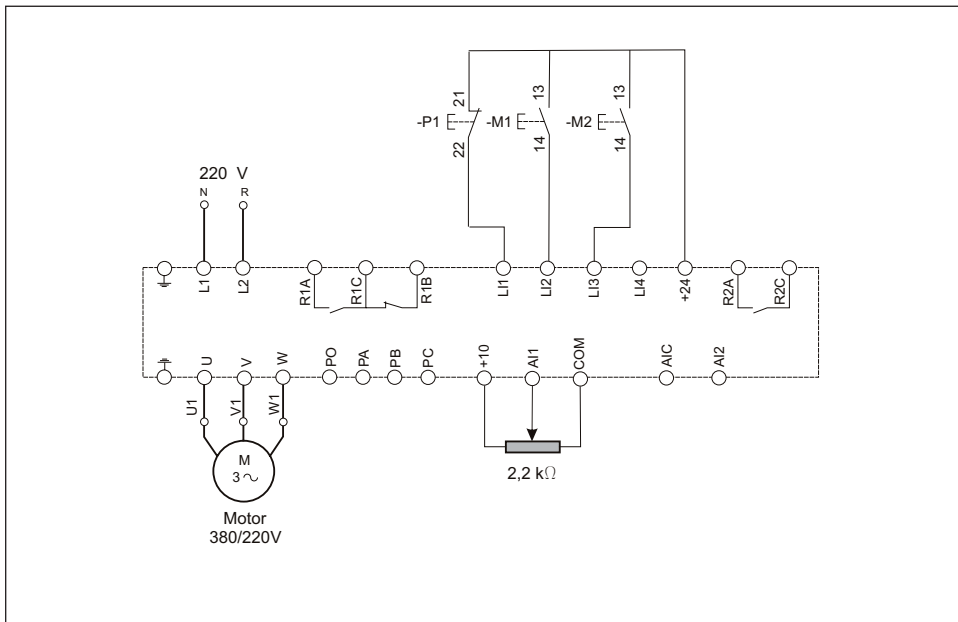 21
13
13
-P1
-M1
-M2
22
14
14
220 V
N
R
L1
L2
R1A
R1C
R1B
LI1
LI2
LI3
LI4
+24
R2A
R2C
U
V
W
PO
PA
PB
PC
+10
AI1
COM
AIC
AI2
U1
V1
W1
M
3
2,2 kΩ
Motor
380/220V